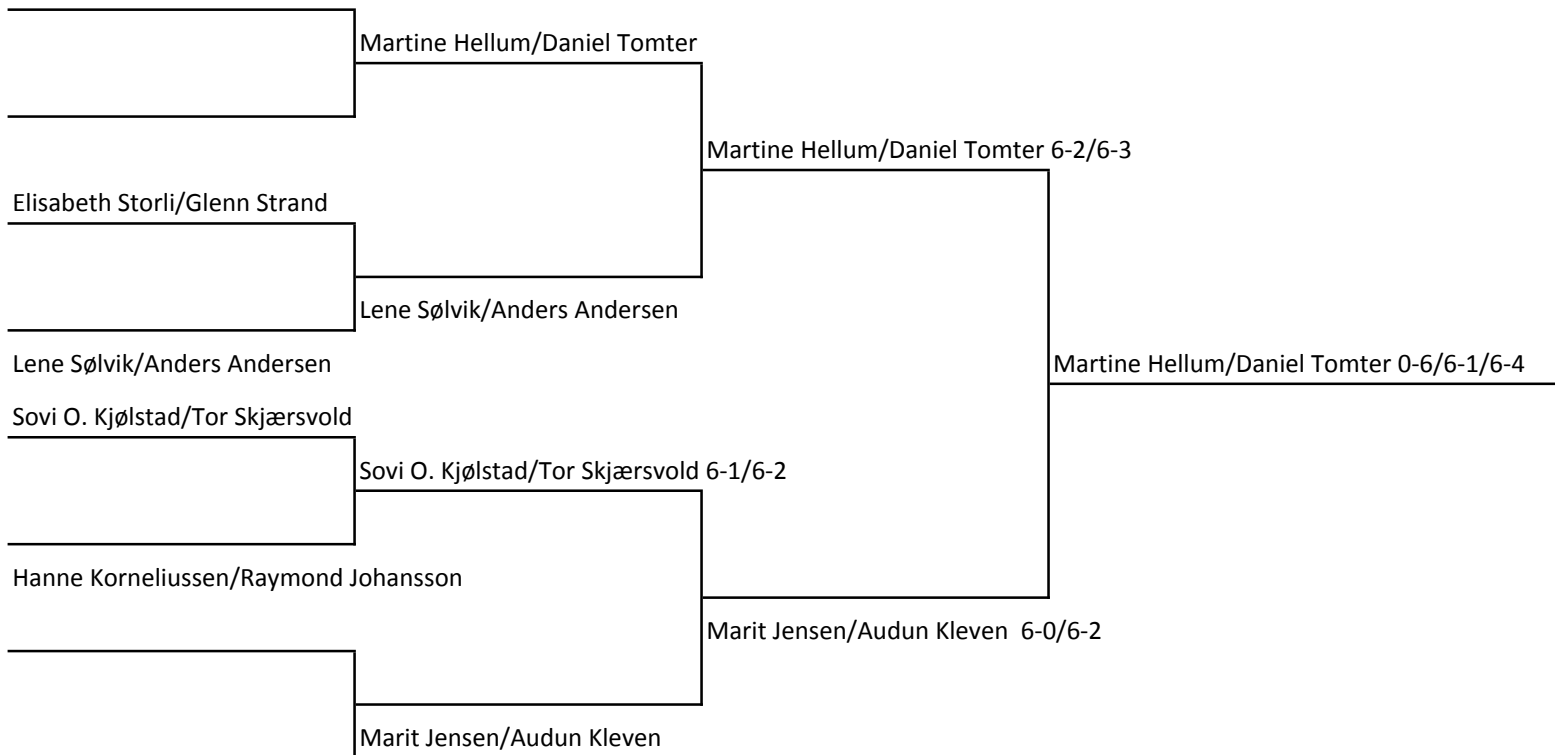 Martine Hellum/Daniel Tomter
Martine Hellum/Daniel Tomter 6-2/6-3
Elisabeth Storli/Glenn Strand
Lene Sølvik/Anders Andersen
Lene Sølvik/Anders Andersen
Martine Hellum/Daniel Tomter 0-6/6-1/6-4
Sovi O. Kjølstad/Tor Skjærsvold
Sovi O. Kjølstad/Tor Skjærsvold 6-1/6-2
Hanne Korneliussen/Raymond Johansson
Marit Jensen/Audun Kleven 6-0/6-2
Marit Jensen/Audun Kleven